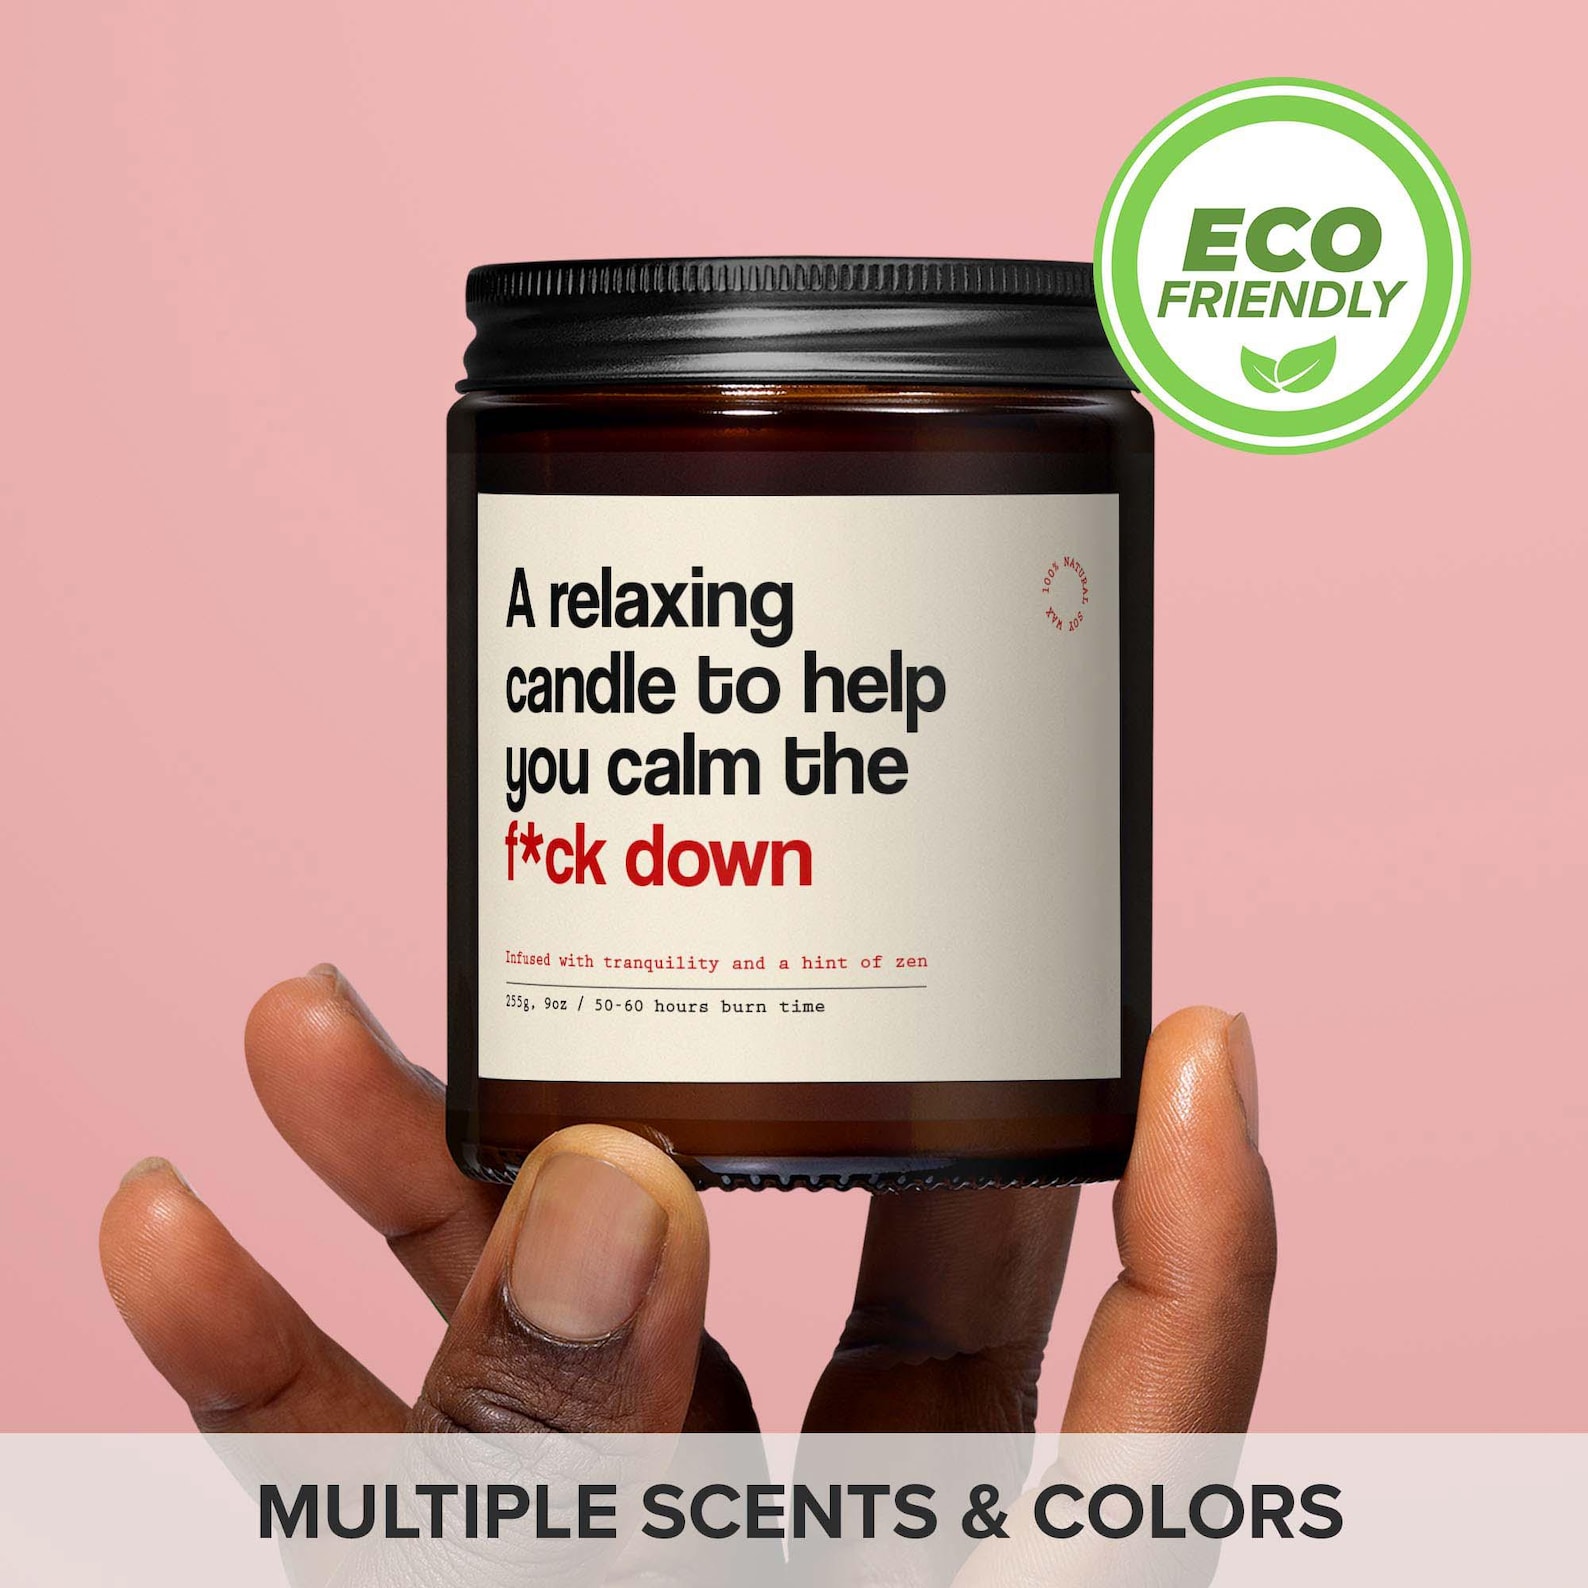 ECO
FRIENDLY
A relaxing
candle to help
you calm the
f*ck down
100% NATURAL SOY WAX
Infused with tranquility and a hint of zen
255g, 9oz / 50-60 hours burn time
MULTIPLE SCENTS & COLORS